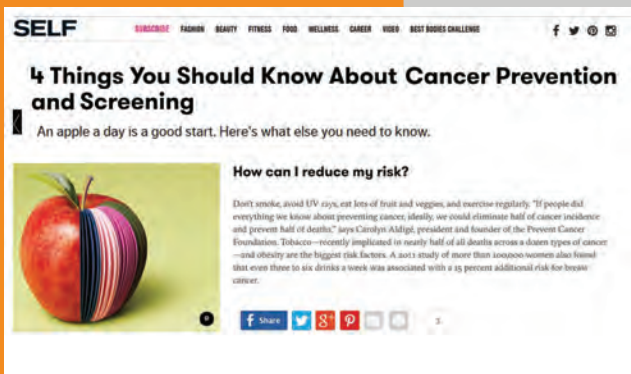 SELF
SUBSCRIBE FASHION BEAUTY FITNESS FOOD WELLNESS CAREER VIDEO BEST BODIES CHALLENGE
4 Things You Should Know About Cancer Prevention
and Screening
An apple a day is a good start. Here's what else you need to know.
How can I reduce my risk?
Don't smoke, avoid UV rays, eat lots of fruit and veggies, and exercise regularly. "If people did
everything we know about preventing cancer, ideally, we could eliminate half of cancer incidence
and prevent half of deaths," says Carolyn Aldigé, president and founder of the Prevent Cancer
Foundation. Tobacco—recently implicated in nearly half of all deaths across a dozen types of cancer
—and obesity are the biggest risk factors. A 2011 study of more than 100,000 women also found
that even three to six drinks a week was associated with a 15 percent additional risk for breast
cancer.
Share